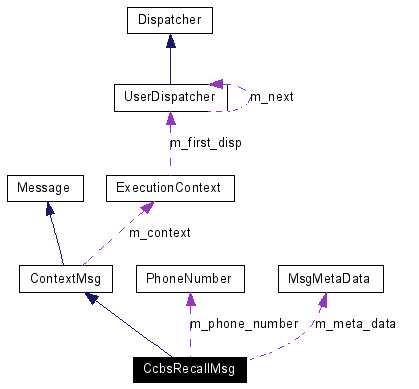 Dispatcher
UserDispatcher
m_next
m_first_disp
Message
ExecutionContext
m_context
ContextMsg
PhoneNumber
MsgMetaData
m_phone_number
m_meta_data
CcbsRecallMsg